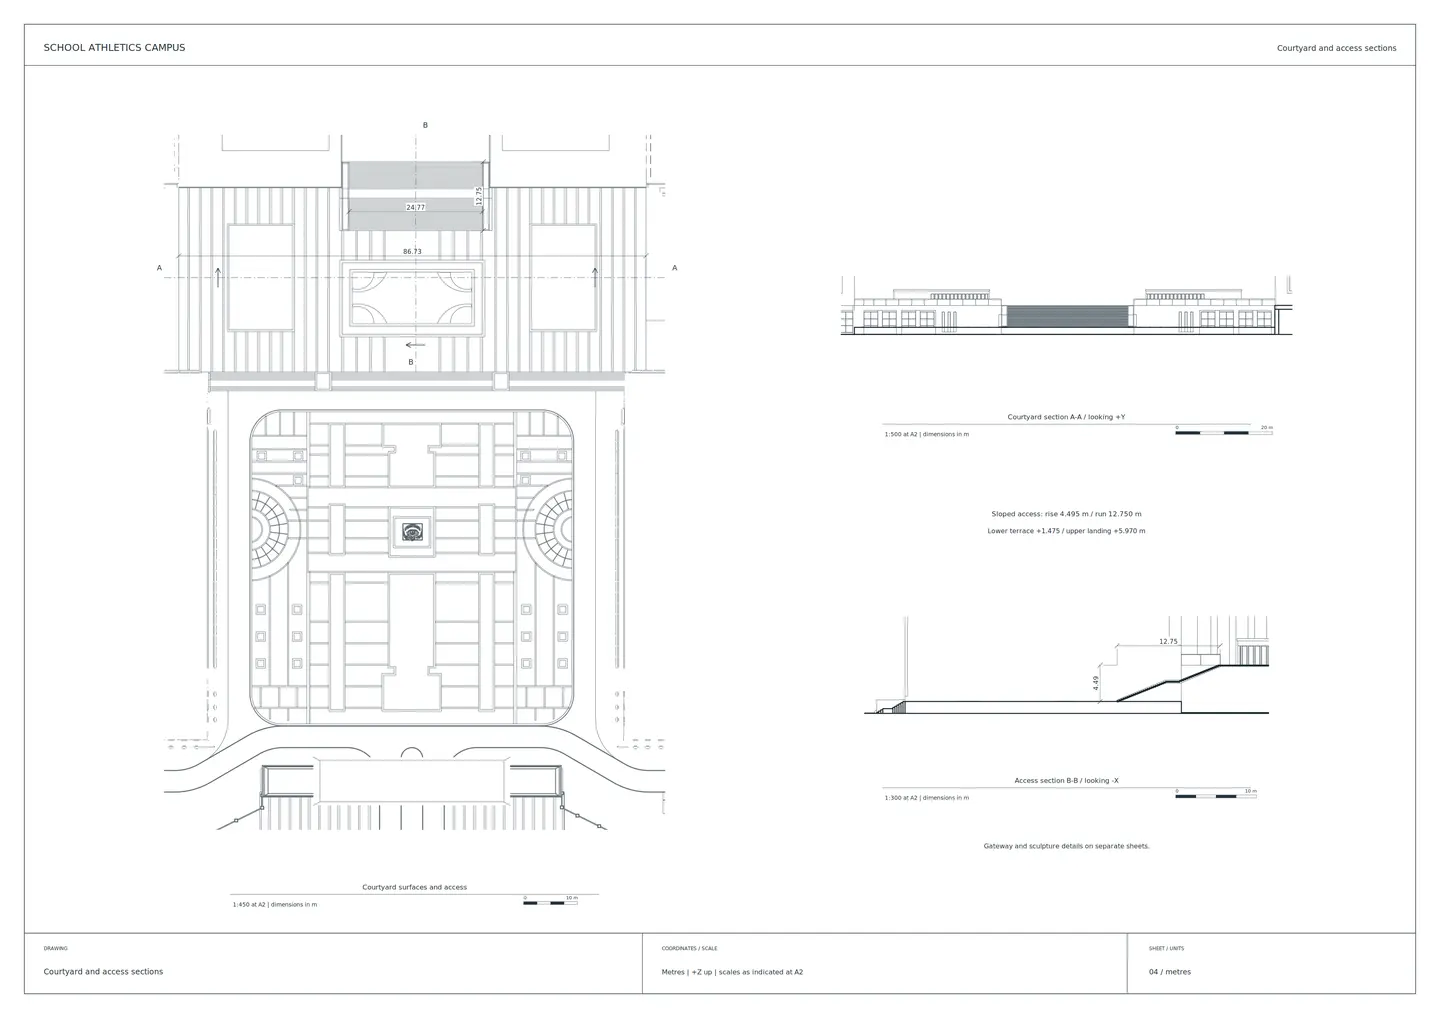 SCHOOL ATHLETICS CAMPUS
Courtyard and access sections
B
12.75
24.77
86.73
A
A
B
Courtyard surfaces and access
1:450 at A2 | dimensions in m
0
10 m
Courtyard section A-A / looking +Y
1:500 at A2 | dimensions in m
0
20 m
Sloped access: rise 4.495 m / run 12.750 m
Lower terrace +1.475 / upper landing +5.970 m
12.75
4.49
Access section B-B / looking -X
1:300 at A2 | dimensions in m
0
10 m
Gateway and sculpture details on separate sheets.
DRAWING
Courtyard and access sections
COORDINATES / SCALE
Metres | +Z up | scales as indicated at A2
SHEET / UNITS
04 / metres